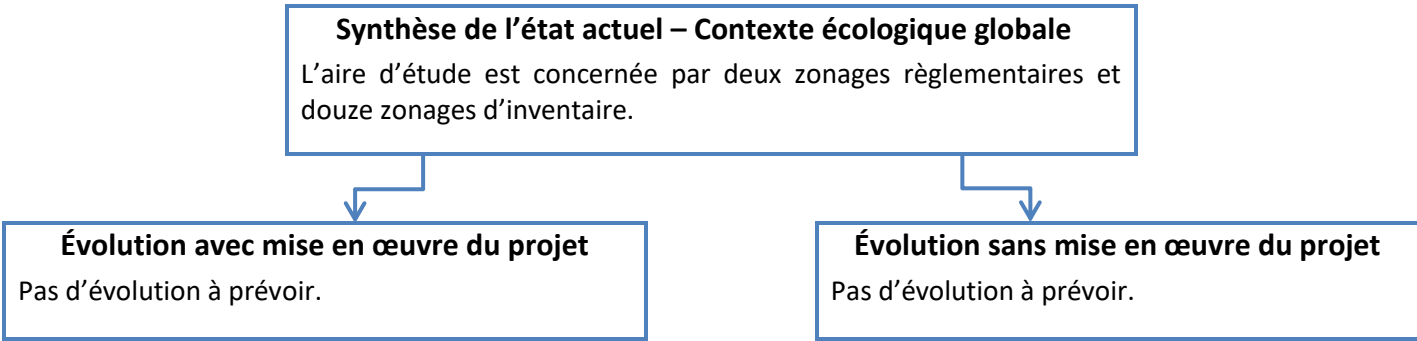 Synthèse de l’état actuel – Contexte écologique globale
L’aire d’étude est concernée par deux zonages règlementaires et
douze zonages d’inventaire.
Évolution avec mise en œuvre du projet
Pas d’évolution à prévoir.
Évolution sans mise en œuvre du projet
Pas d’évolution à prévoir.